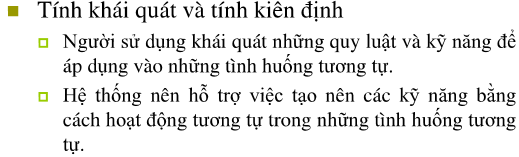 Tính khái quát và tính kiên định
Người sử dụng khái quát những quy luật và kỹ năng để
áp dụng vào những tình huống tương tự.
Hệ thống nên hỗ trợ việc tạo nên các kỹ năng bằng
cách hoạt động tương tự trong những tình huống tương
tự.